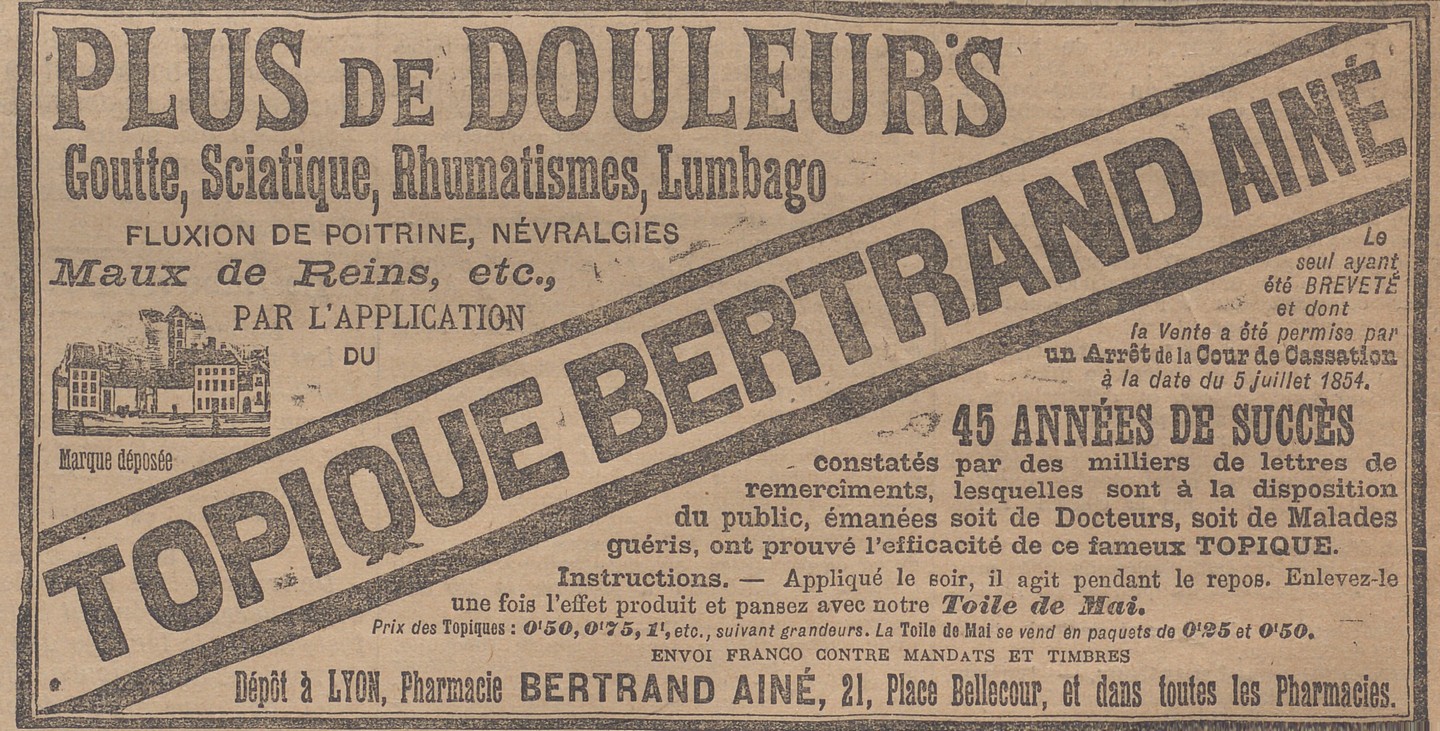 PLUS DE DOULEURS
Goutte, Sciatique, Rhumatismes, Lumbago
FLUXION DE POITRINE, NÉVRALGIES
Maux de Reins, etc.,
PAR L'APPLICATION
DU
Marque déposée
TOPIQUE BERTRAND AINÉ
Le
seul ayant
été BREVETÉ
et dont
la Vente a été permise par
un Arrêt de la Cour de Cassation
à la date du 5 juillet 1854.
45 ANNÉES DE SUCCÈS
constatés par des milliers de lettres de
remercîments, lesquelles sont à la disposition
du public, émanées soit de Docteurs, soit de Malades
guéris, ont prouvé l'efficacité de ce fameux TOPIQUE.
Instructions. — Appliqué le soir, il agit pendant le repos. Enlevez-le
une fois l'effet produit et pansez avec notre Toile de Mai.
Prix des Topiques : 0f50, 0f75, 1f, etc., suivant grandeurs. La Toile de Mai se vend en paquets de 0f25 et 0f50.
ENVOI FRANCO CONTRE MANDATS ET TIMBRES
Dépôt à LYON, Pharmacie BERTRAND AINÉ, 21, Place Bellecour, et dans toutes les Pharmacies.